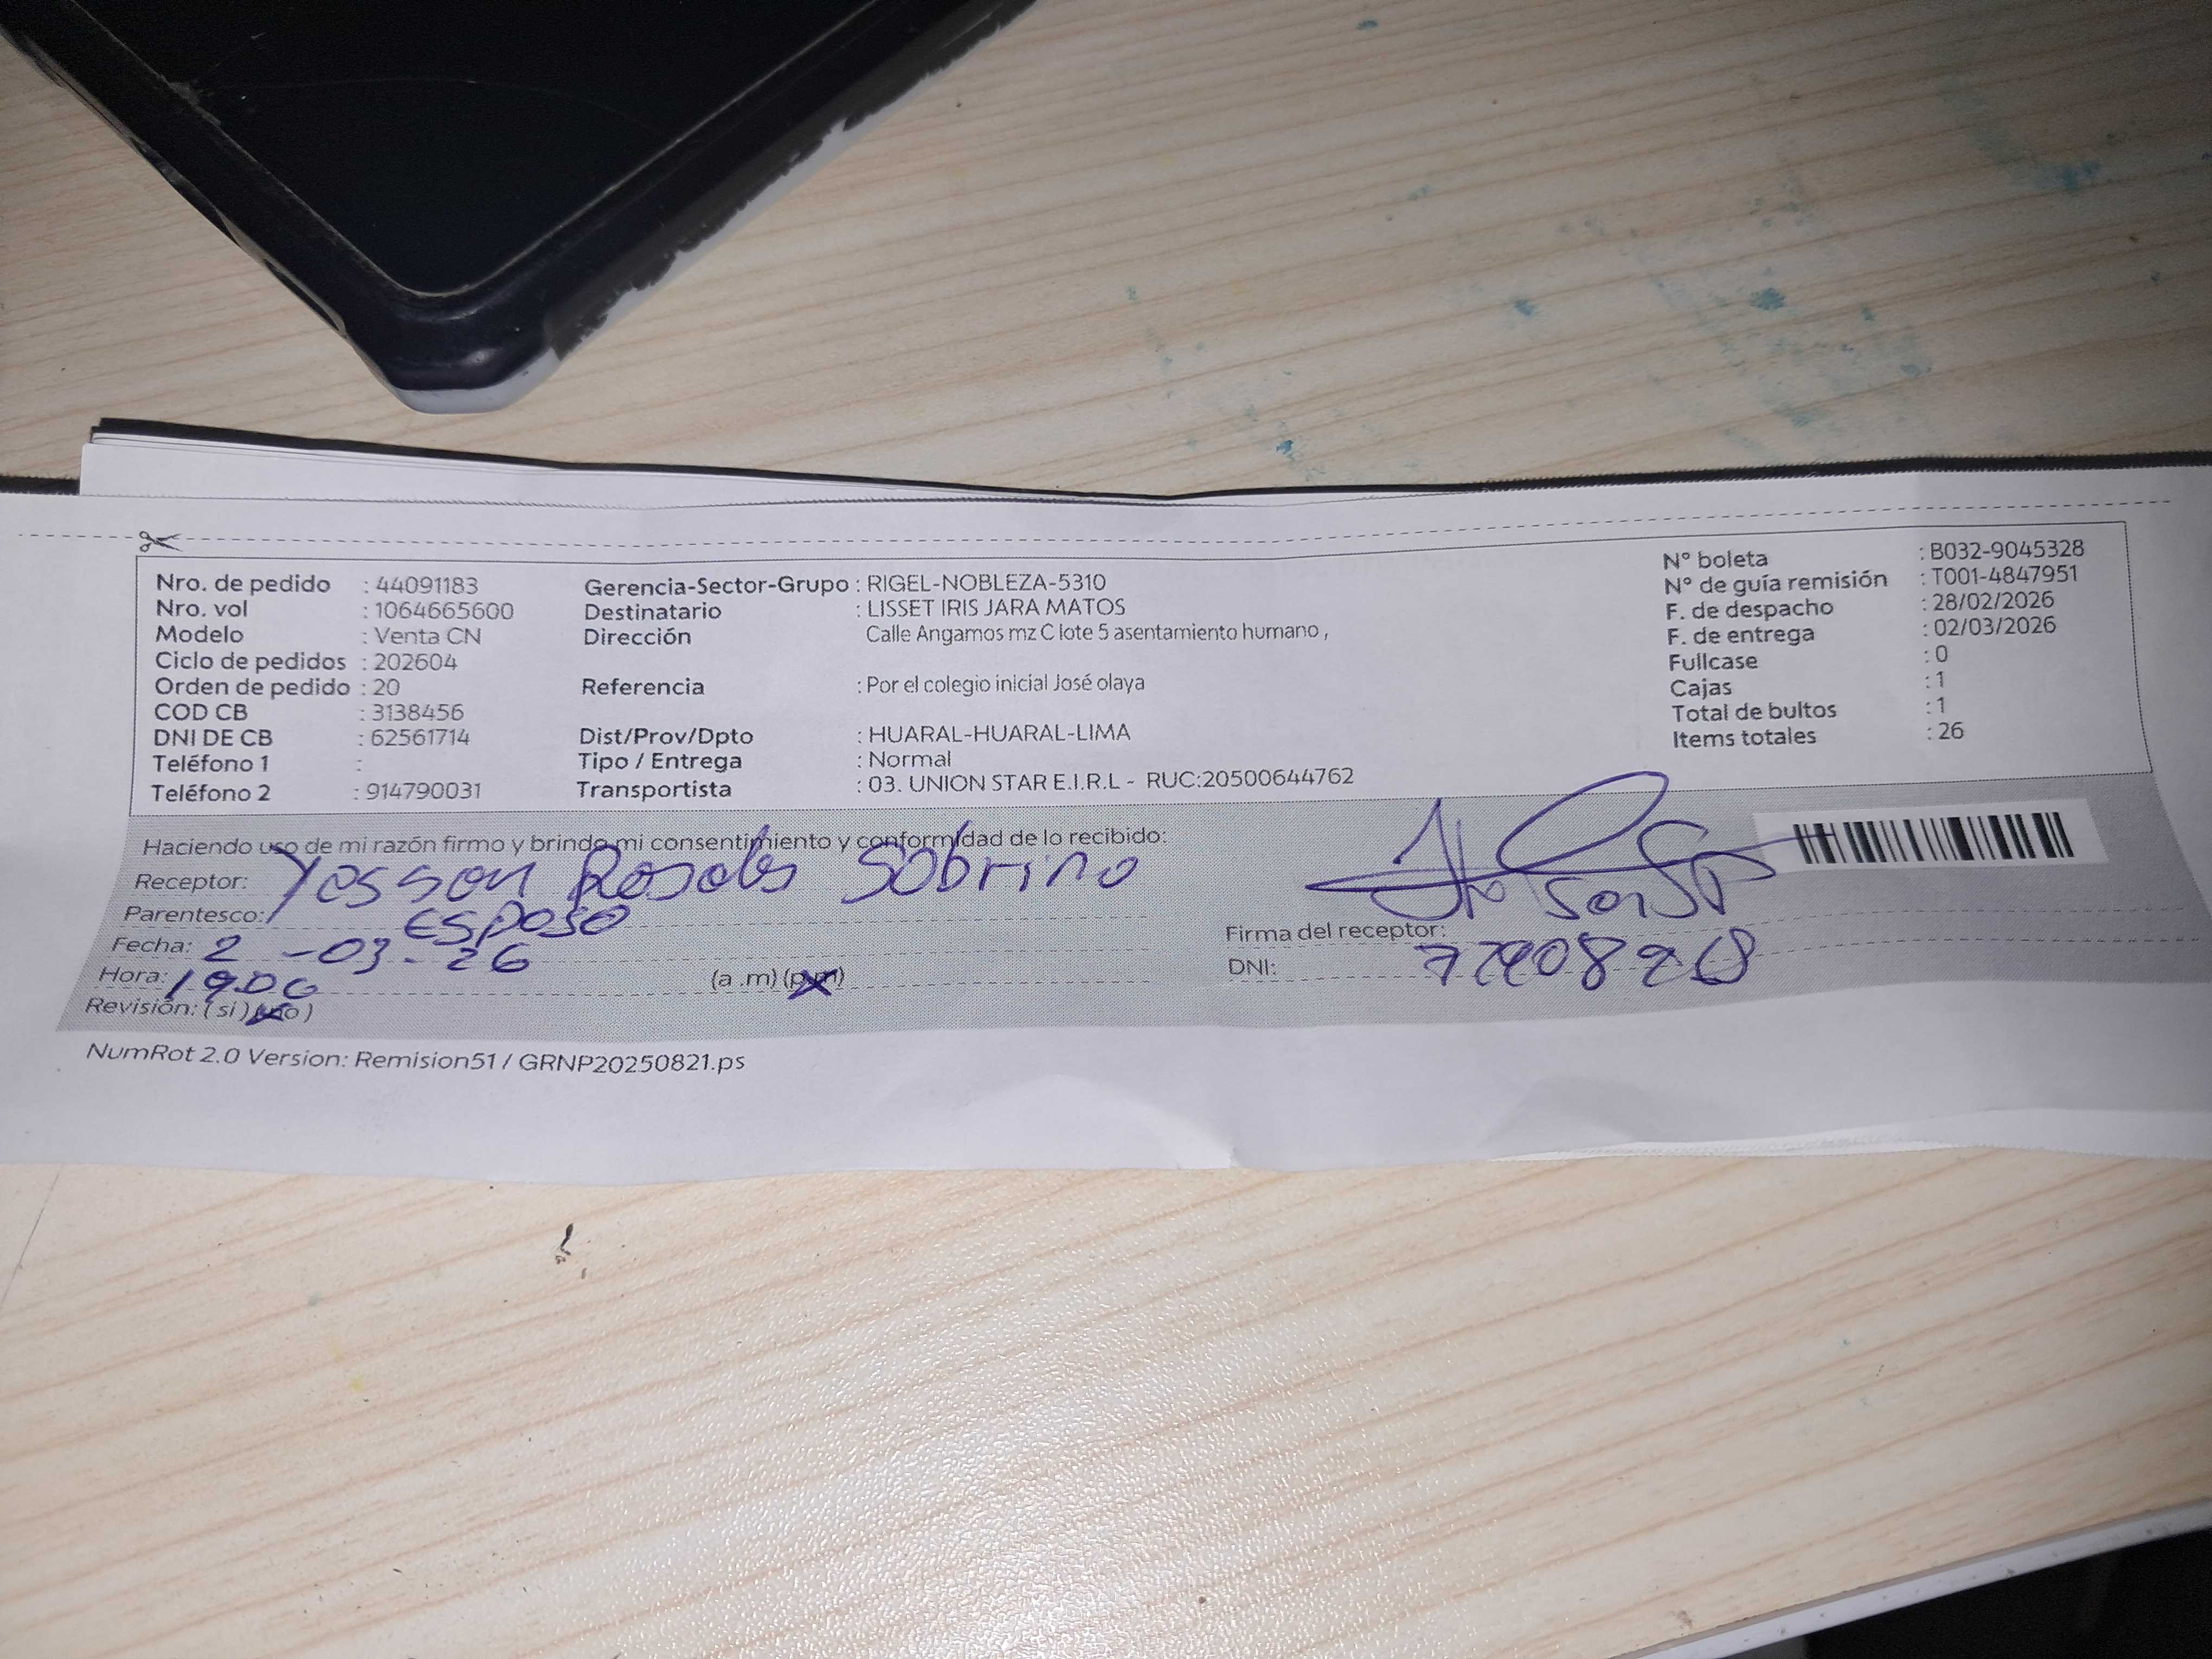 Nro. de pedido : 44091183
Nro. vol : 1064665600
Modelo : Venta CN
Ciclo de pedidos : 202604
Orden de pedido : 20
COD CB : 3138456
DNI DE CB : 62561714
Teléfono 1 :
Teléfono 2 : 914790031
Gerencia-Sector-Grupo : RIGEL-NOBLEZA-5310
Destinatario : LISSET IRIS JARA MATOS
Dirección Calle Angamos mz C lote 5 asentamiento humano ,
Referencia : Por el colegio inicial José olaya
Dist/Prov/Dpto : HUARAL-HUARAL-LIMA
Tipo / Entrega : Normal
Transportista : 03. UNION STAR E.I.R.L - RUC:20500644762
N° boleta : B032-9045328
N° de guía remisión : T001-4847951
F. de despacho : 28/02/2026
F. de entrega : 02/03/2026
Fullcase : 0
Cajas : 1
Total de bultos : 1
Items totales : 26
Haciendo uso de mi razón firmo y brindo mi consentimiento y conformidad de lo recibido:
Receptor: Yesson Rosales Sobrino
Parentesco: Esposo
Fecha: 2 -03-26
Hora: (a .m) (p.m)
Revisión: ( si ) (no )
Firma del receptor:
DNI:
NumRot 2.0 Version: Remision51 / GRNP20250821.ps